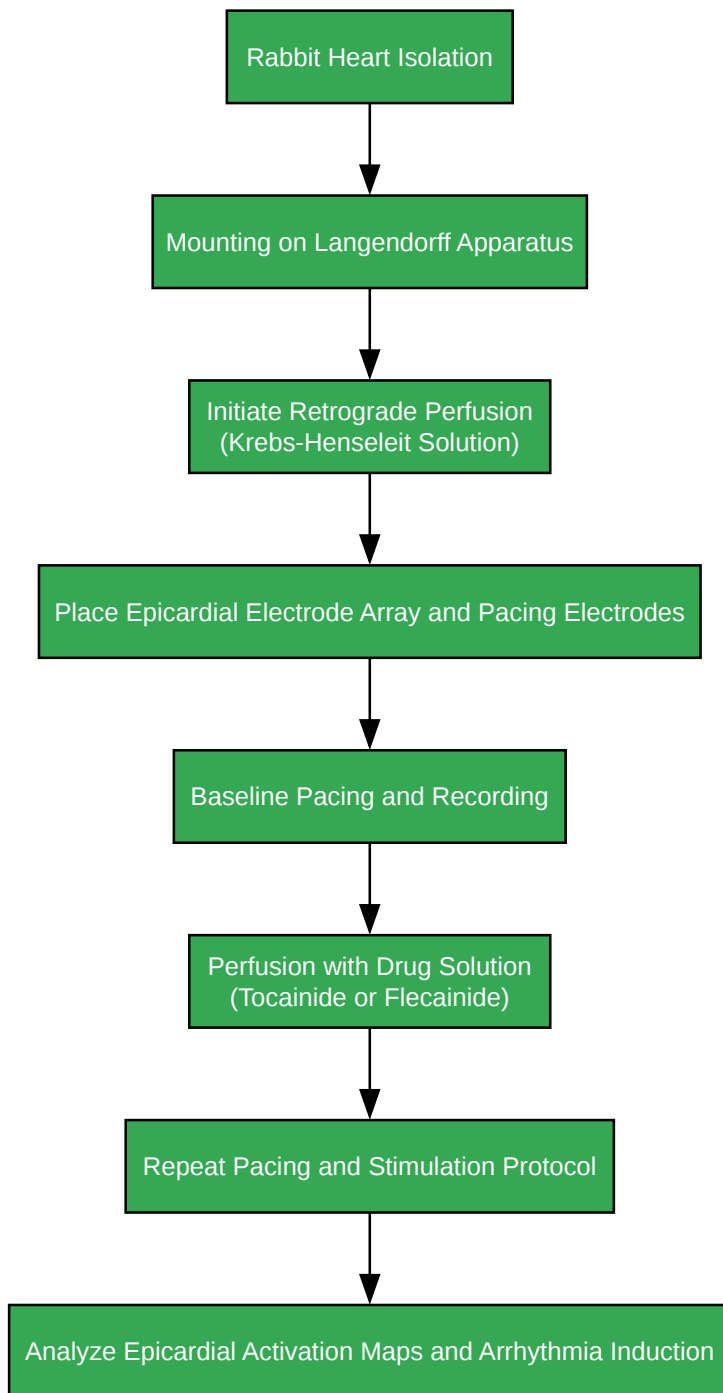 Rabbit Heart Isolation
Mounting on Langendorff Apparatus
Initiate Retrograde Perfusion
(Krebs-Henseleit Solution)
Place Epicardial Electrode Array and Pacing Electrodes
Baseline Pacing and Recording
Perfusion with Drug Solution
(Tocainide or Flecainide)
Repeat Pacing and Stimulation Protocol
Analyze Epicardial Activation Maps and Arrhythmia Induction